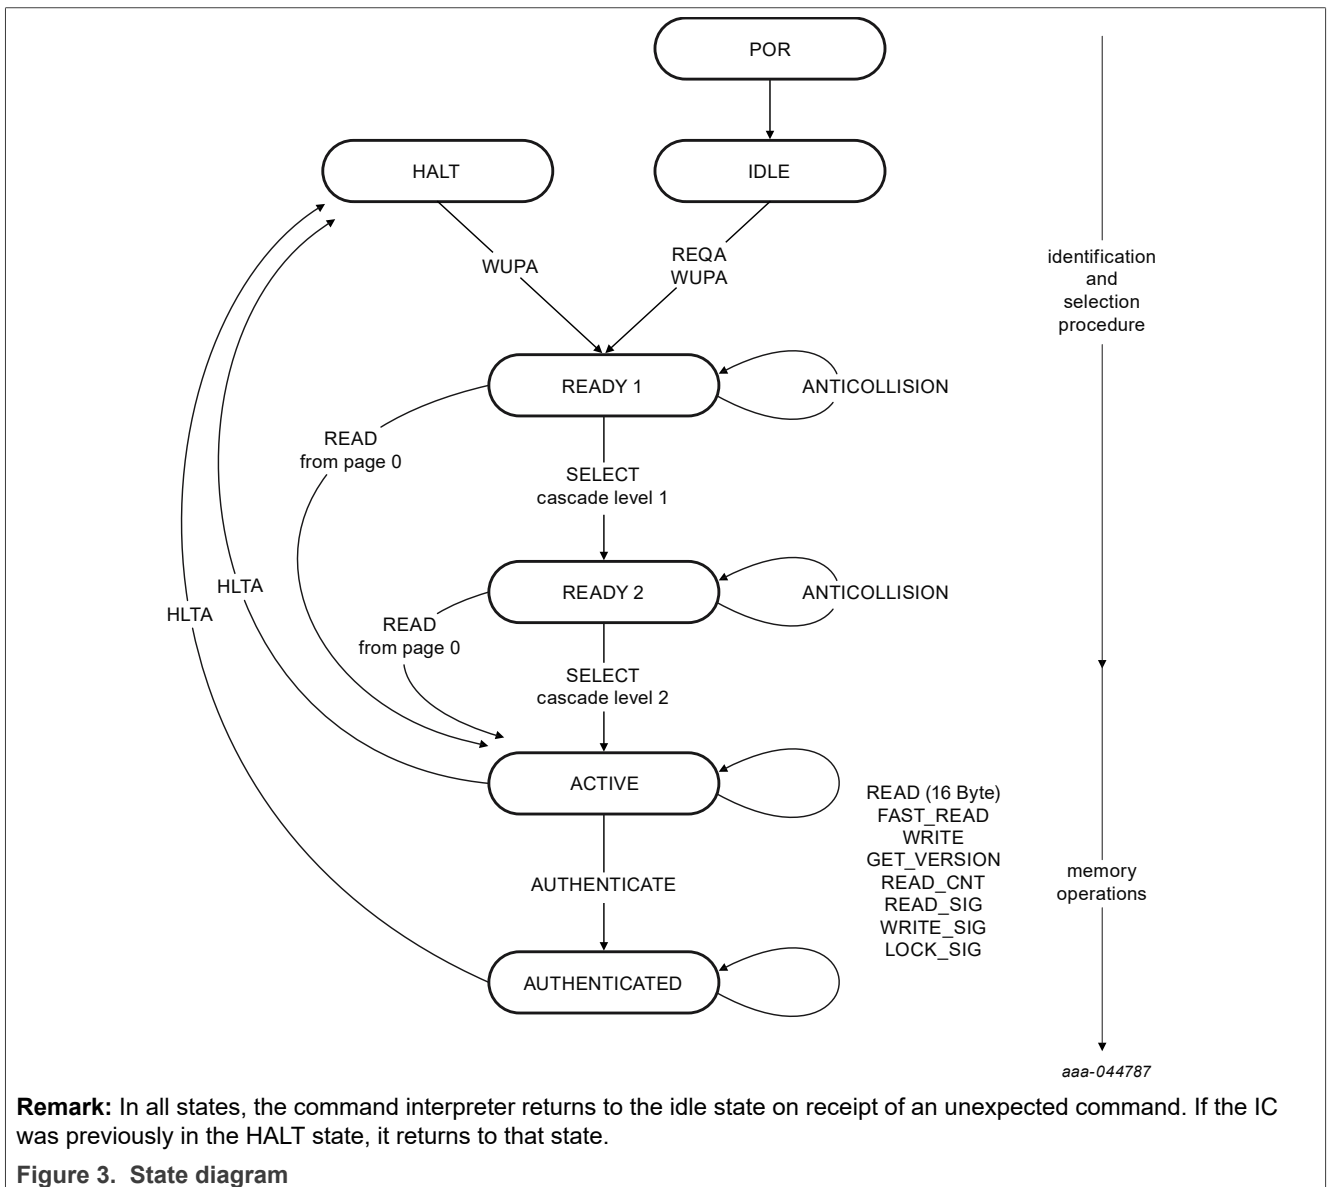 POR
HALT
IDLE
WUPA
REQA
WUPA
identification
and
selection
procedure
READY 1
ANTICOLLISION
READ
from page 0
SELECT
cascade level 1
HLTA
HLTA
READY 2
ANTICOLLISION
READ
from page 0
SELECT
cascade level 2
ACTIVE
READ (16 Byte)
FAST_READ
WRITE
GET_VERSION
READ_CNT
READ_SIG
WRITE_SIG
LOCK_SIG
memory
operations
AUTHENTICATE
AUTHENTICATED
aaa-044787
Remark: In all states, the command interpreter returns to the idle state on receipt of an unexpected command. If the IC
was previously in the HALT state, it returns to that state.
Figure 3. State diagram